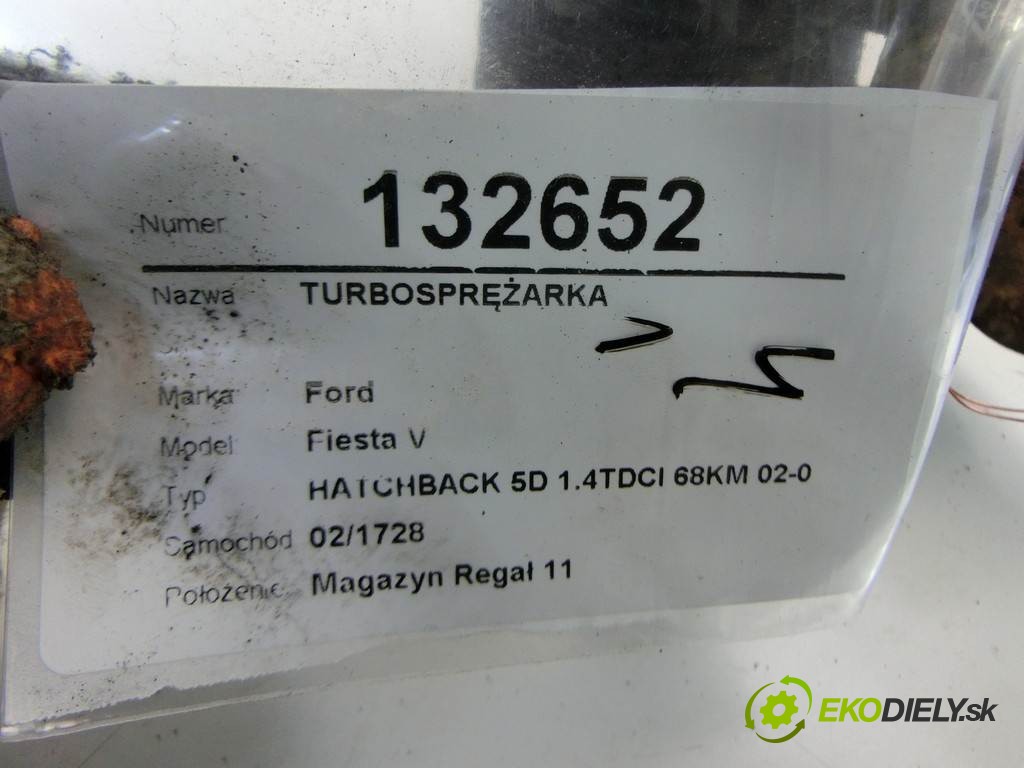 Numer 132652
Nazwa TURBOSPRĘŻARKA
Marka Ford
Model Fiesta V
Typ HATCHBACK 5D 1.4TDCI 68KM 02-0
Samochód 02/1728
Położenie Magazyn Regał 11
EKODIELY.sk